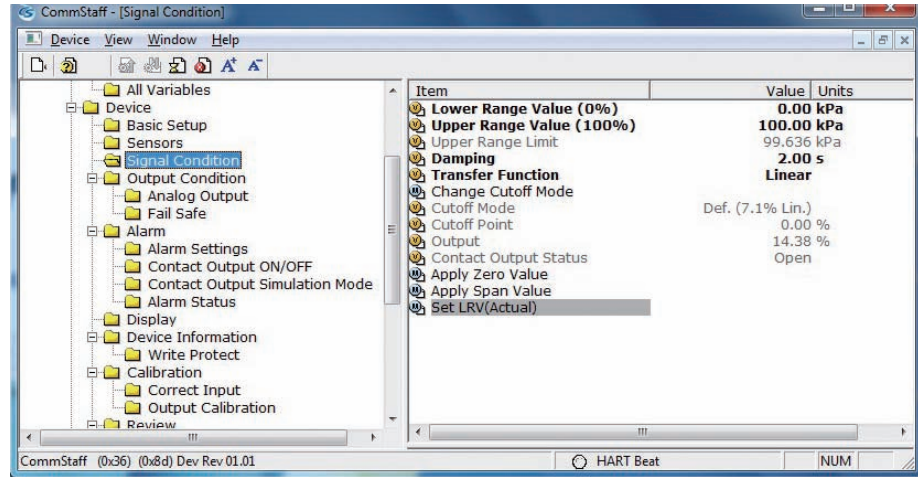 CommStaff - [Signal Condition]
Device View Window Help
All Variables
Device
Basic Setup
Sensors
Signal Condition
Output Condition
Analog Output
Fail Safe
Alarm
Alarm Settings
Contact Output ON/OFF
Contact Output Simulation Mode
Alarm Status
Display
Device Information
Write Protect
Calibration
Correct Input
Output Calibration
Review
Item Value Units
Lower Range Value (0%) 0.00 kPa
Upper Range Value (100%) 100.00 kPa
Upper Range Limit 99.636 kPa
Damping 2.00 s
Transfer Function Linear
Change Cutoff Mode
Cutoff Mode Def. (7.1% Lin.)
Cutoff Point 0.00 %
Output 14.38 %
Contact Output Status Open
Apply Zero Value
Apply Span Value
Set LRV(Actual)
CommStaff (0x36) (0x8d) Dev Rev 01.01 HART Beat NUM